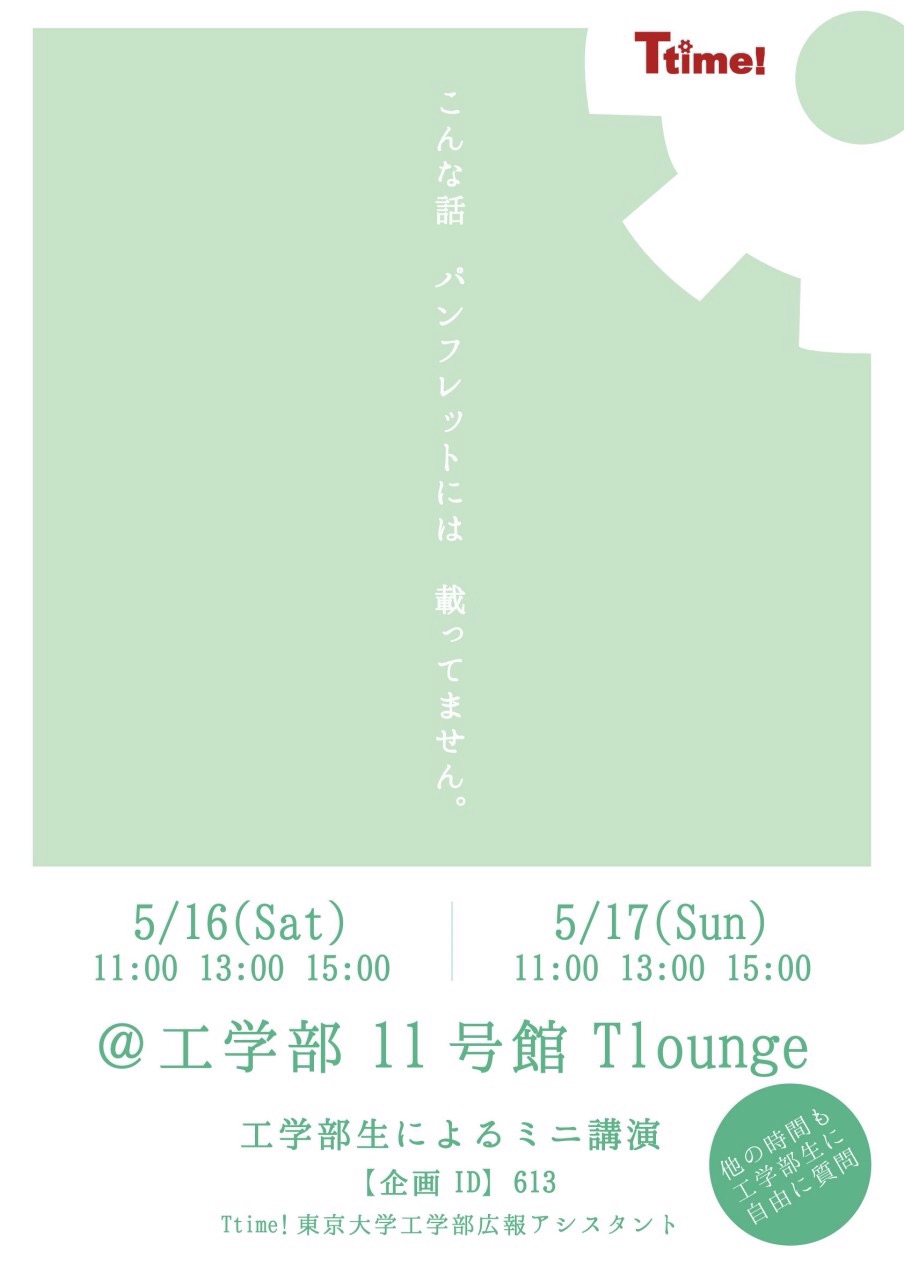 Ttime!
こんな話　パンフレットには　載ってません。
5/16(Sat)
11:00 13:00 15:00
5/17(Sun)
11:00 13:00 15:00
@工学部 11 号館 Tlounge
工学部生によるミニ講演
【企画 ID】613
Ttime!東京大学工学部広報アシスタント
他の時間も
工学部生に
自由に質問